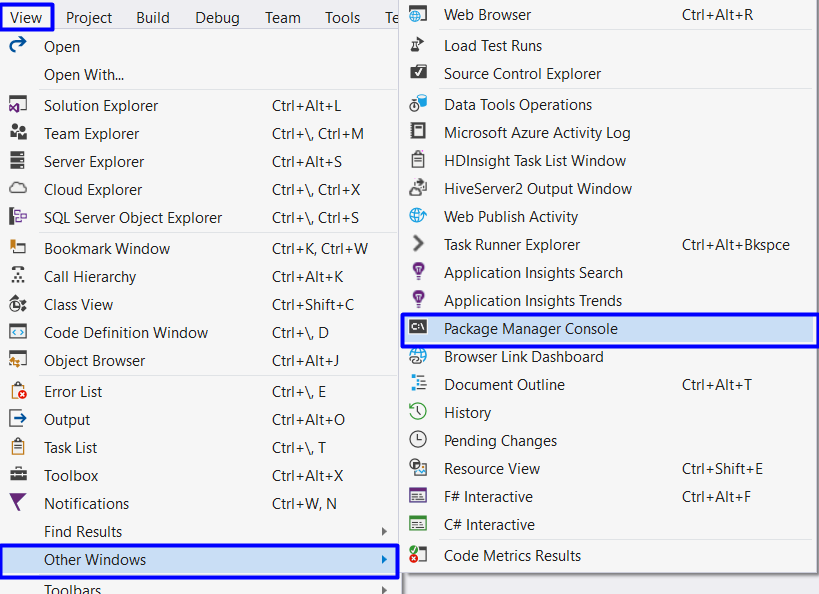 View Project Build Debug Team Tools Te
Open
Open With...
Solution Explorer Ctrl+Alt+L
Team Explorer Ctrl+\, Ctrl+M
Server Explorer Ctrl+Alt+S
Cloud Explorer Ctrl+\, Ctrl+X
SQL Server Object Explorer Ctrl+\, Ctrl+S
Bookmark Window Ctrl+K, Ctrl+W
Call Hierarchy Ctrl+Alt+K
Class View Ctrl+Shift+C
Code Definition Window Ctrl+\, D
Object Browser Ctrl+Alt+J
Error List Ctrl+\, E
Output Ctrl+Alt+O
Task List Ctrl+\, T
Toolbox Ctrl+Alt+X
Notifications Ctrl+W, N
Find Results
Other Windows
Toolbars
Web Browser Ctrl+Alt+R
Load Test Runs
Source Control Explorer
Data Tools Operations
Microsoft Azure Activity Log
HDInsight Task List Window
HiveServer2 Output Window
Web Publish Activity
Task Runner Explorer Ctrl+Alt+Bkspce
Application Insights Search
Application Insights Trends
C:\ Package Manager Console
Browser Link Dashboard
Document Outline Ctrl+Alt+T
History
Pending Changes
Resource View Ctrl+Shift+E
F# Interactive Ctrl+Alt+F
C# Interactive
Code Metrics Results